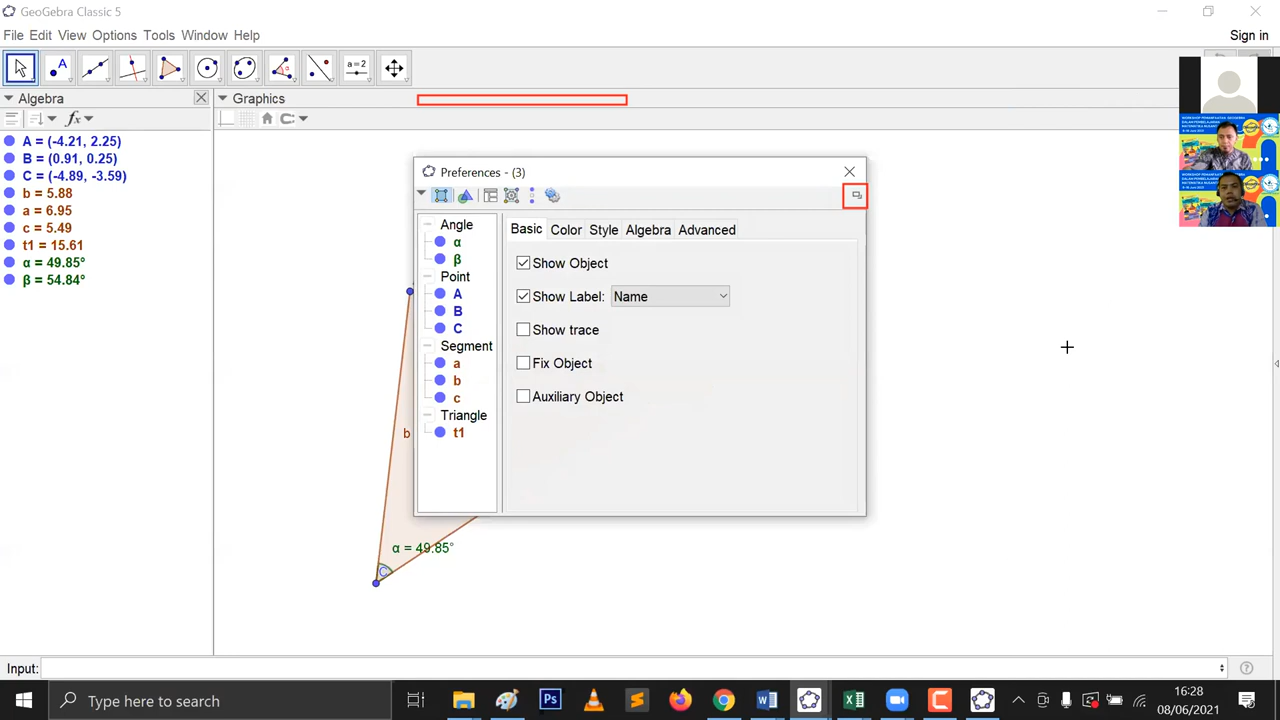 GeoGebra Classic 5
File Edit View Options Tools Window Help
Sign in
A
a=2
Algebra
Graphics
fx
A = (-4.21, 2.25)
B = (0.91, 0.25)
C = (-4.89, -3.59)
b = 5.88
a = 6.95
c = 5.49
t1 = 15.61
α = 49.85°
β = 54.84°
Preferences - (3)
Angle
α
β
Point
A
B
C
Segment
a
b
c
Triangle
t1
Basic Color Style Algebra Advanced
Show Object
Show Label: Name
Show trace
Fix Object
Auxiliary Object
b
α = 49.85°
C
Input:
Type here to search
Ps
16:28
08/06/2021